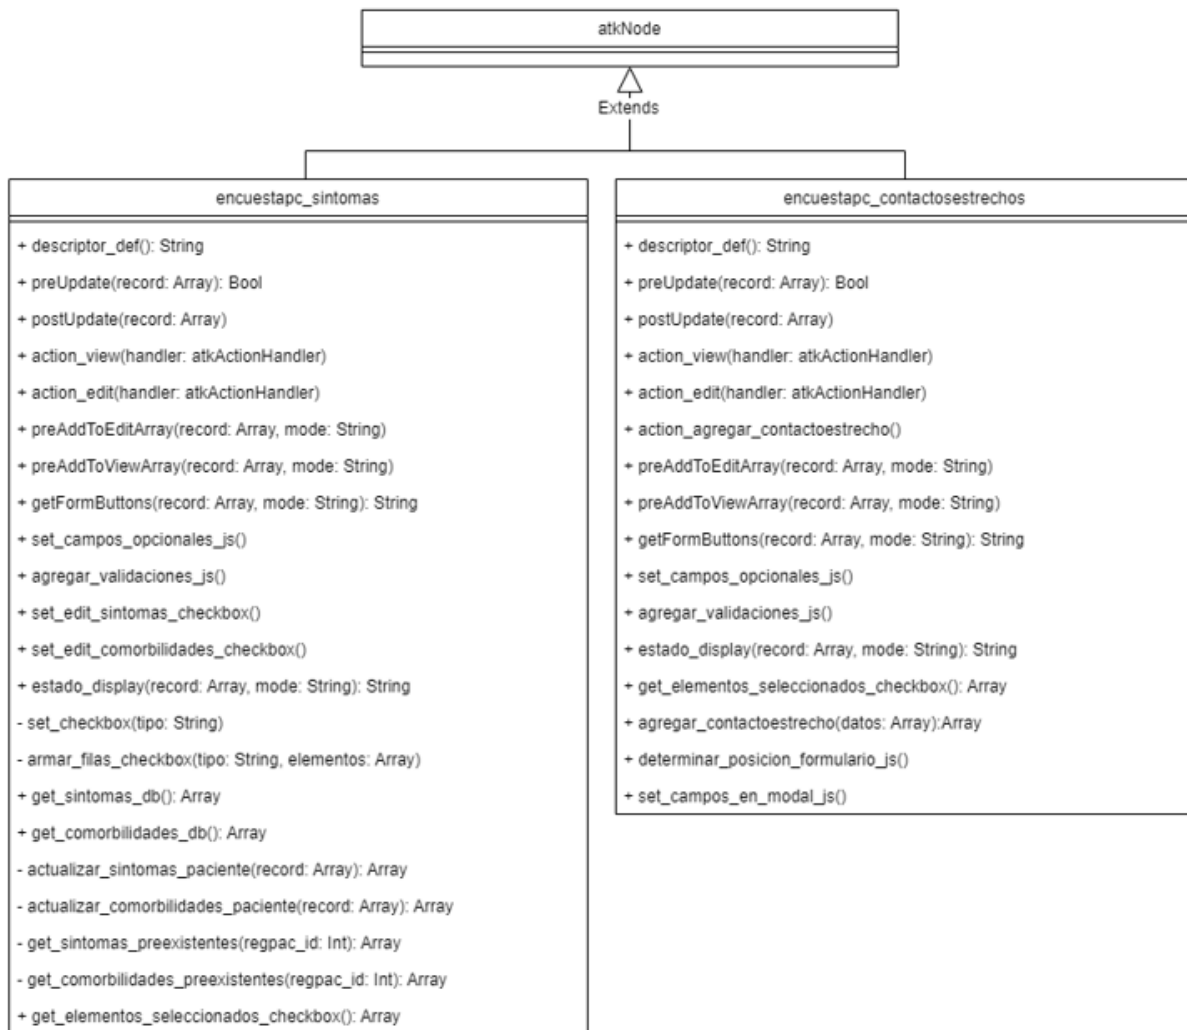 atkNode
Extends
encuestapc_sintomas
+ descriptor_def(): String
+ preUpdate(record: Array): Bool
+ postUpdate(record: Array)
+ action_view(handler: atkActionHandler)
+ action_edit(handler: atkActionHandler)
+ preAddToEditArray(record: Array, mode: String)
+ preAddToViewArray(record: Array, mode: String)
+ getFormButtons(record: Array, mode: String): String
+ set_campos_opcionales_js()
+ agregar_validaciones_js()
+ set_edit_sintomas_checkbox()
+ set_edit_comorbilidades_checkbox()
+ estado_display(record: Array, mode: String): String
- set_checkbox(tipo: String)
- armar_filas_checkbox(tipo: String, elementos: Array)
+ get_sintomas_db(): Array
+ get_comorbilidades_db(): Array
- actualizar_sintomas_paciente(record: Array): Array
- actualizar_comorbilidades_paciente(record: Array): Array
- get_sintomas_preexistentes(regpac_id: Int): Array
- get_comorbilidades_preexistentes(regpac_id: Int): Array
+ get_elementos_seleccionados_checkbox(): Array
encuestapc_contactosestrechos
+ descriptor_def(): String
+ preUpdate(record: Array): Bool
+ postUpdate(record: Array)
+ action_view(handler: atkActionHandler)
+ action_edit(handler: atkActionHandler)
+ action_agregar_contactoestrecho()
+ preAddToEditArray(record: Array, mode: String)
+ preAddToViewArray(record: Array, mode: String)
+ getFormButtons(record: Array, mode: String): String
+ set_campos_opcionales_js()
+ agregar_validaciones_js()
+ estado_display(record: Array, mode: String): String
+ get_elementos_seleccionados_checkbox(): Array
+ agregar_contactoestrecho(datos: Array):Array
+ determinar_posicion_formulario_js()
+ set_campos_en_modal_js()